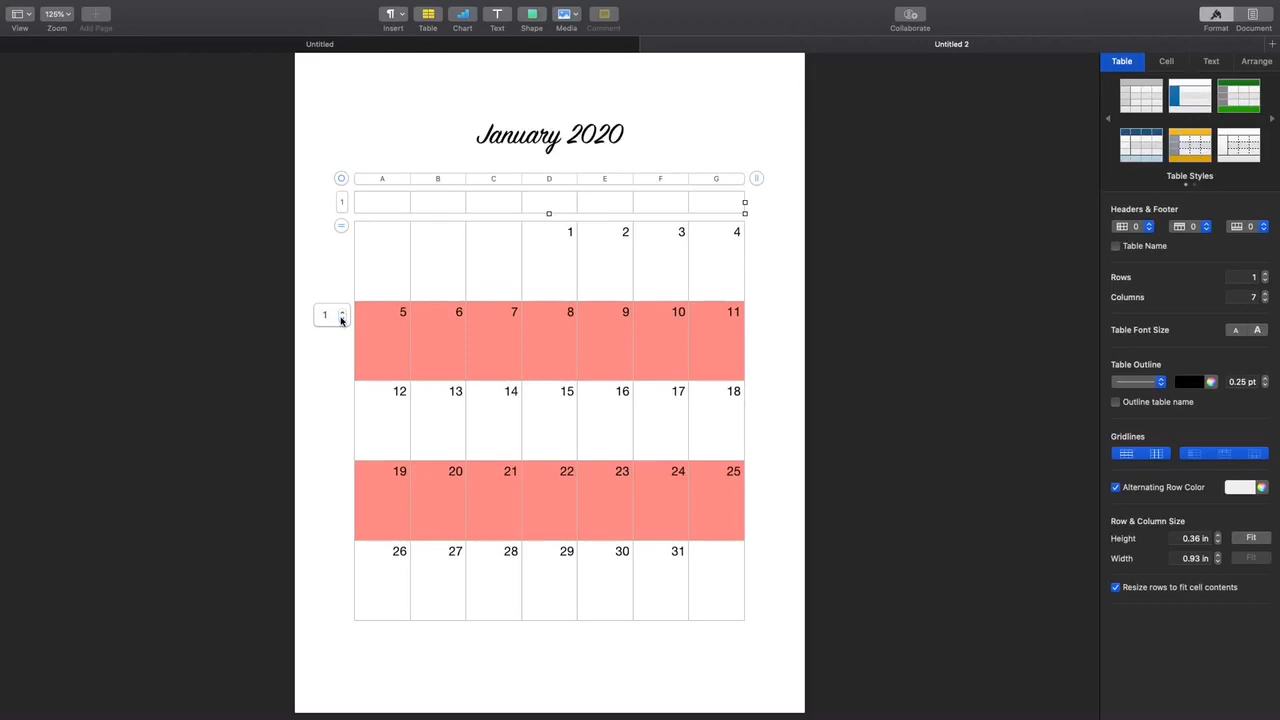 125%
View Zoom Add Page Insert Table Chart Text Shape Media Comment Collaborate Format Document
Untitled Untitled 2
Table Cell Text Arrange
January 2020
Table Styles
A B C D E F G
1
Headers & Footer
0 0 0
Table Name
1 2 3 4
Rows 1
Columns 7
1
5 6 7 8 9 10 11
Table Font Size A A
Table Outline
0.25 pt
12 13 14 15 16 17 18
Outline table name
Gridlines
19 20 21 22 23 24 25
Alternating Row Color
Row & Column Size
Height 0.36 in Fit
26 27 28 29 30 31
Width 0.93 in Fit
Resize rows to fit cell contents